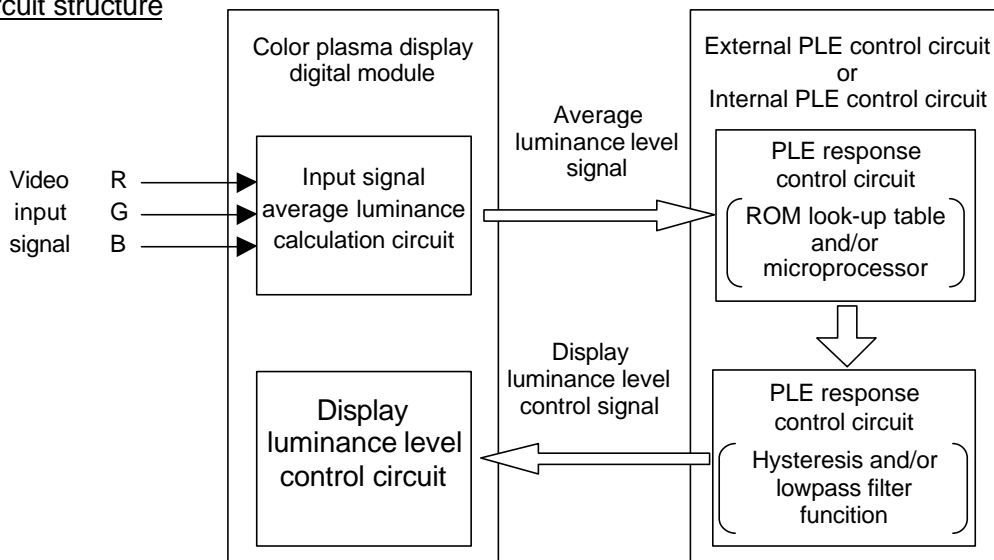 rcuit structure
Color plasma display
digital module
External PLE control circuit
or
Internal PLE control circuit
Average
luminance level
signal
Video R
input G
signal B
Input signal
average luminance
calculation circuit
PLE response
control circuit
ROM look-up table
and/or
microprocessor
Display
luminance level
control signal
Display
luminance level
control circuit
PLE response
control circuit
Hysteresis and/or
lowpass filter
funcition